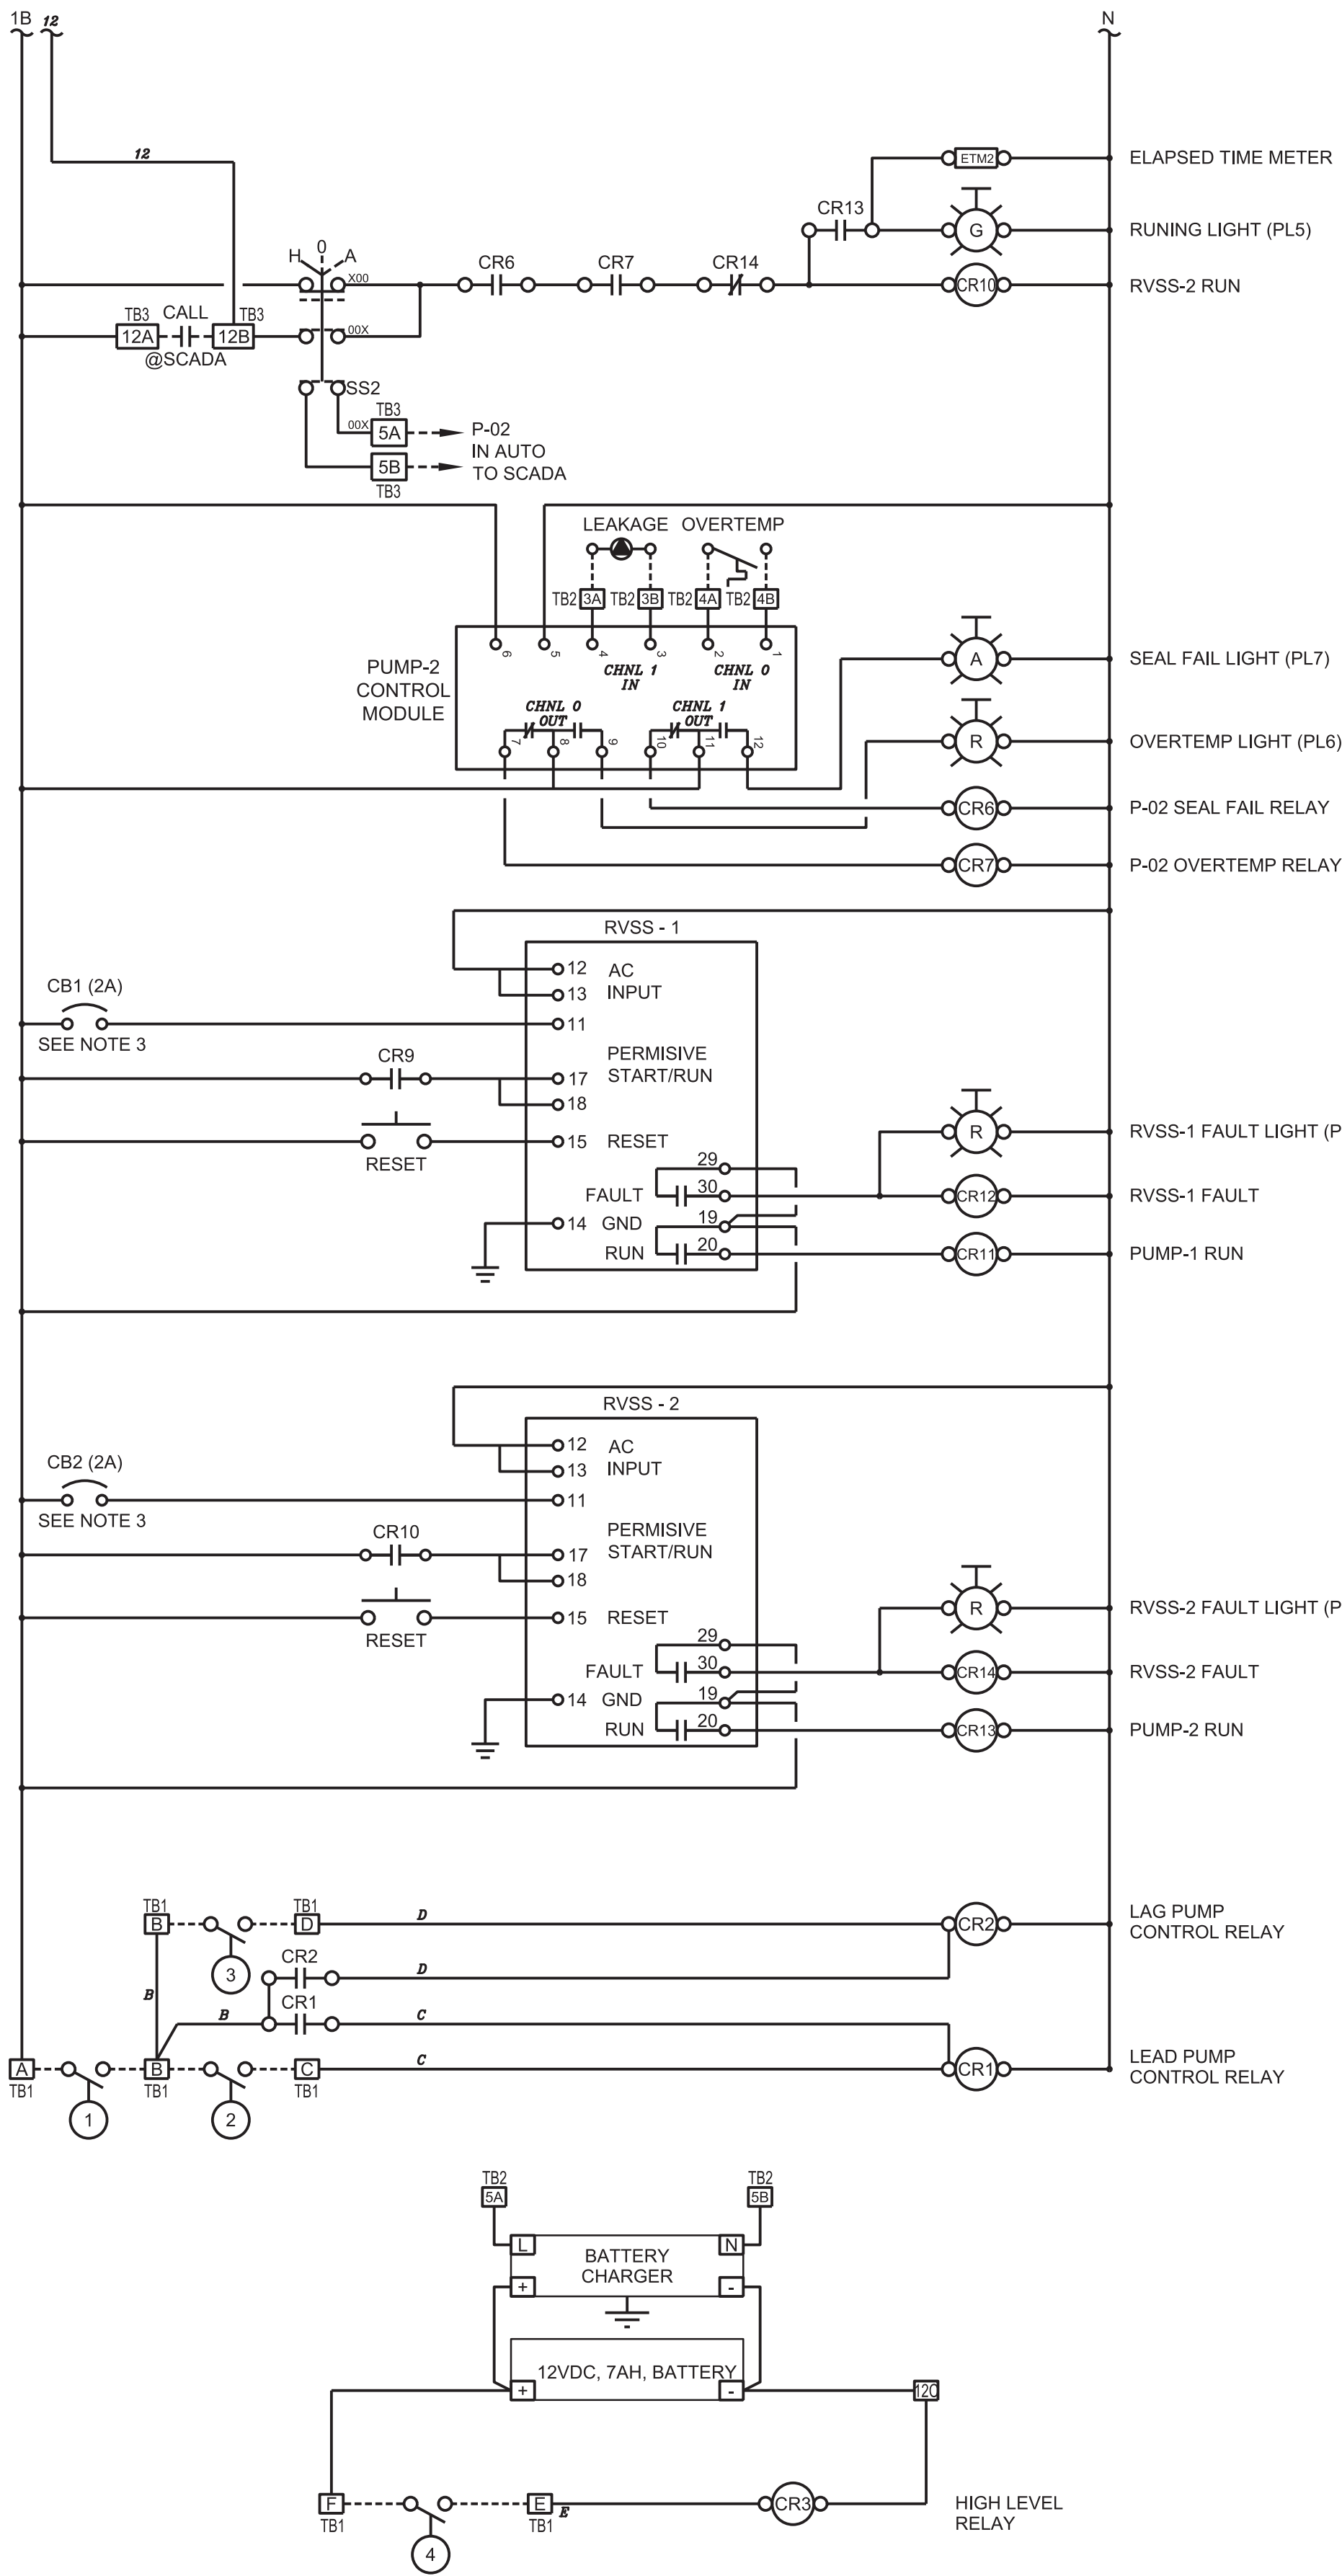 1B 12 N
12
ELAPSED TIME METER
ETM2
CR13
G
RUNING LIGHT (PL5)
H 0 A
X00
CR6 CR7 CR14
CR10
RVSS-2 RUN
TB3 CALL TB3
12A 12B
@SCADA
00X
SS2
TB3
00X 5A
P-02
IN AUTO
TO SCADA
5B
TB3
LEAKAGE OVERTEMP
TB2 3A TB2 3B TB2 4A TB2 4B
PUMP-2
CONTROL
MODULE
6 5 4 3 2 1
CHNL 1
IN
CHNL 0
IN
CHNL 0
OUT
CHNL 1
OUT
7 8 9 10 11 12
A
SEAL FAIL LIGHT (PL7)
R
OVERTEMP LIGHT (PL6)
CR6
P-02 SEAL FAIL RELAY
CR7
P-02 OVERTEMP RELAY
RVSS - 1
CB1 (2A)
SEE NOTE 3
12 AC
13 INPUT
11
CR9
PERMISIVE
17 START/RUN
18
RESET
15 RESET
29
FAULT 30
14 GND 19
RUN 20
R
RVSS-1 FAULT LIGHT (P
CR12
RVSS-1 FAULT
CR11
PUMP-1 RUN
RVSS - 2
CB2 (2A)
SEE NOTE 3
12 AC
13 INPUT
11
CR10
PERMISIVE
17 START/RUN
18
RESET
15 RESET
29
FAULT 30
14 GND 19
RUN 20
R
RVSS-2 FAULT LIGHT (P
CR14
RVSS-2 FAULT
CR13
PUMP-2 RUN
TB1 TB1
B D
D
3
CR2
LAG PUMP
CONTROL RELAY
CR2
D
B
B
CR1
C
A B C
TB1 TB1 TB1
C
1 2
CR1
LEAD PUMP
CONTROL RELAY
TB2 TB2
5A 5B
L N
BATTERY
CHARGER
+ -
12VDC, 7AH, BATTERY
+ -
F E
TB1 TB1
E
4
CR3
HIGH LEVEL
RELAY